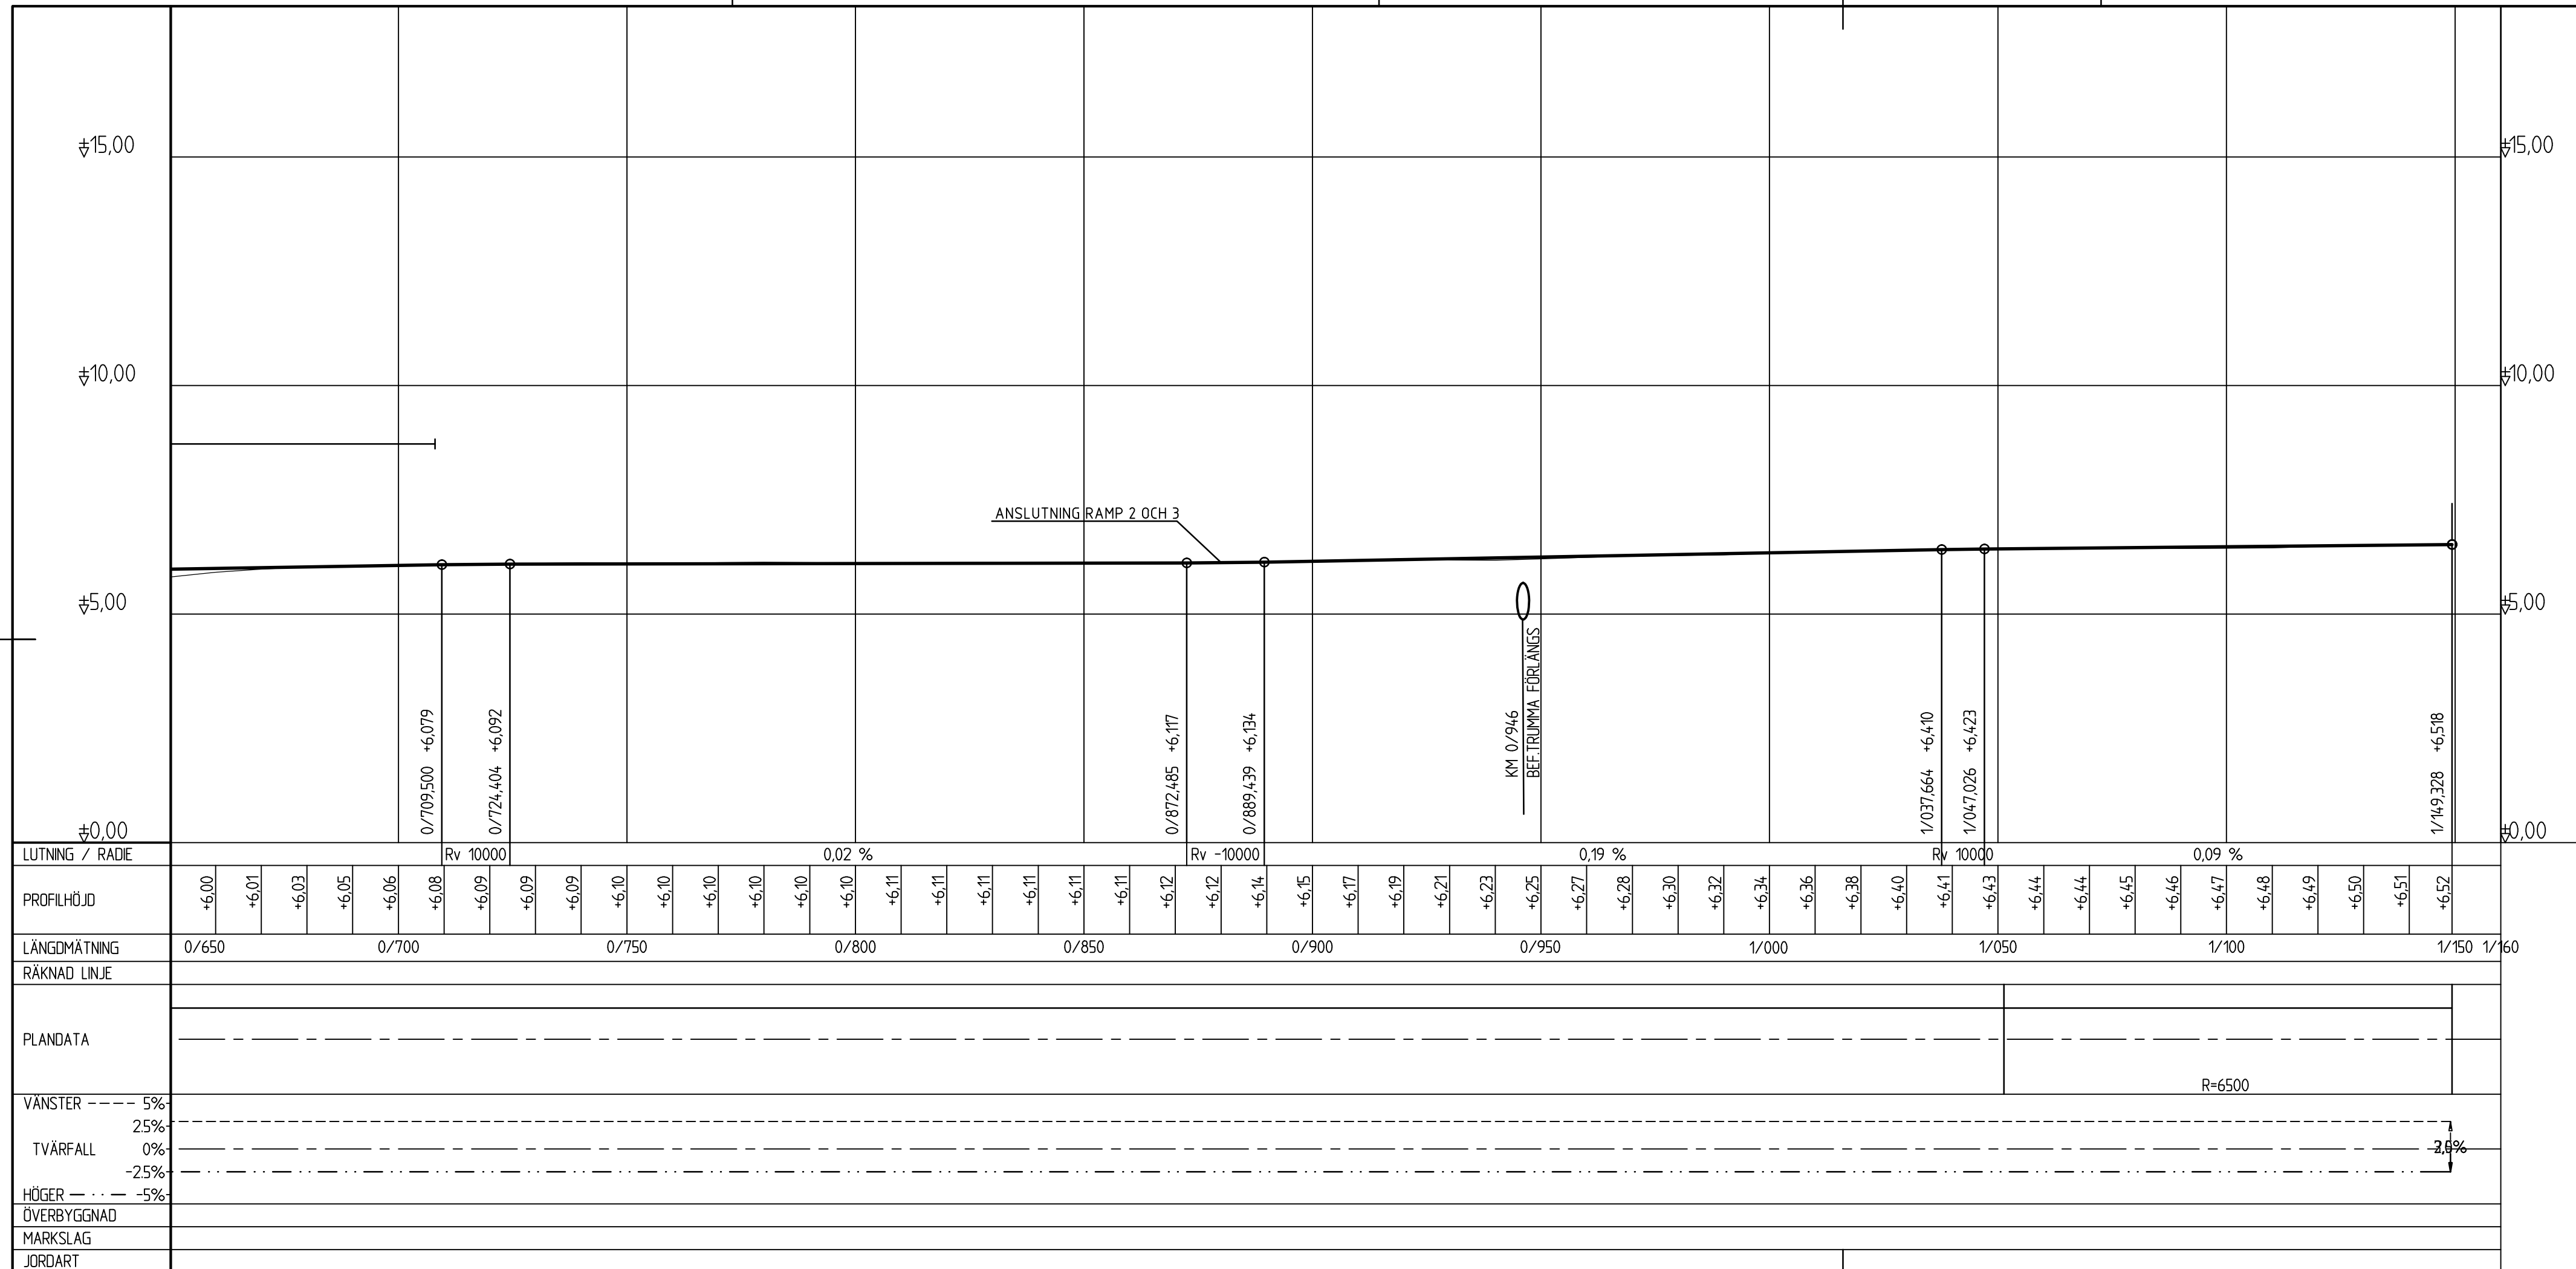 ±15,00 ±15,00
±10,00 ±10,00
ANSLUTNING RAMP 2 OCH 3
±5,00 ±5,00
0/709,500 +6,079
0/724,404 +6,092
0/872,485 +6,117
0/889,439 +6,134
KM 0/946
BEF.TRUMMA FÖRLÄNGS
1/037,664 +6,410
1/047,026 +6,423
1/149,328 +6,518
±0,00 ±0,00
LUTNING / RADIE Rv 10000 0,02 % Rv -10000 0,19 % Rv 10000 0,09 %
PROFILHÖJD +6,00 +6,01 +6,03 +6,05 +6,06 +6,08 +6,09 +6,09 +6,09 +6,10 +6,10 +6,10 +6,10 +6,10 +6,10 +6,11 +6,11 +6,11 +6,11 +6,11 +6,11 +6,12 +6,12 +6,14 +6,15 +6,17 +6,19 +6,21 +6,23 +6,25 +6,27 +6,28 +6,30 +6,32 +6,34 +6,36 +6,38 +6,40 +6,41 +6,43 +6,44 +6,44 +6,45 +6,46 +6,47 +6,48 +6,49 +6,50 +6,51 +6,52
LÄNGDMÄTNING 0/650 0/700 0/750 0/800 0/850 0/900 0/950 1/000 1/050 1/100 1/150 1/160
RÄKNAD LINJE
PLANDATA
R=6500
VÄNSTER 5%
2.5%
TVÄRFALL 0%
-2.5%
HÖGER -5%
ÖVERBYGGNAD
MARKSLAG
JORDART